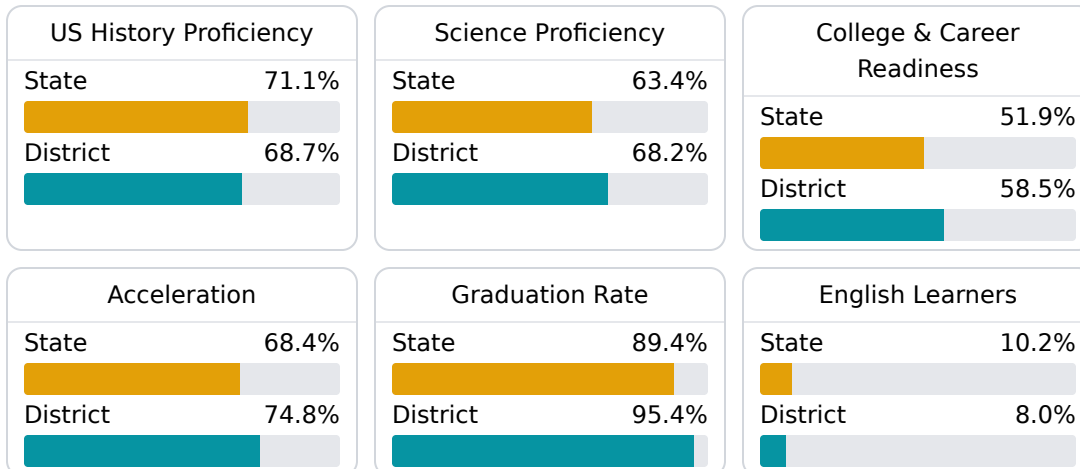 US History Proficiency
State 71.1%
District 68.7%
Science Proficiency
State 63.4%
District 68.2%
College & Career
Readiness
State 51.9%
District 58.5%
Acceleration
State 68.4%
District 74.8%
Graduation Rate
State 89.4%
District 95.4%
English Learners
State 10.2%
District 8.0%